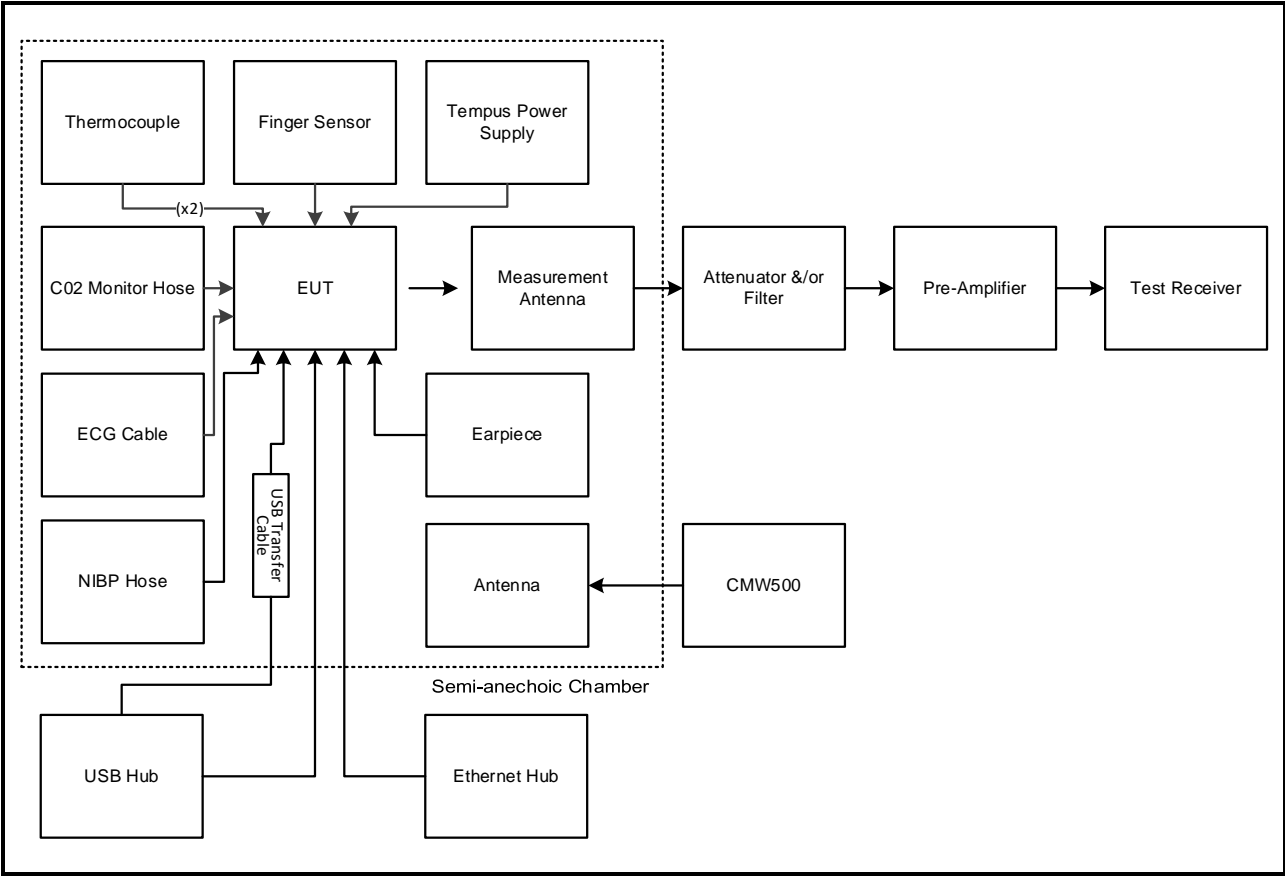 Thermocouple
Finger Sensor
Tempus Power
Supply
(x2)
C02 Monitor Hose
EUT
Measurement
Antenna
Attenuator &/or
Filter
Pre-Amplifier
Test Receiver
ECG Cable
Earpiece
USB Transfer
Cable
NIBP Hose
Antenna
CMW500
Semi-anechoic Chamber
USB Hub
Ethernet Hub